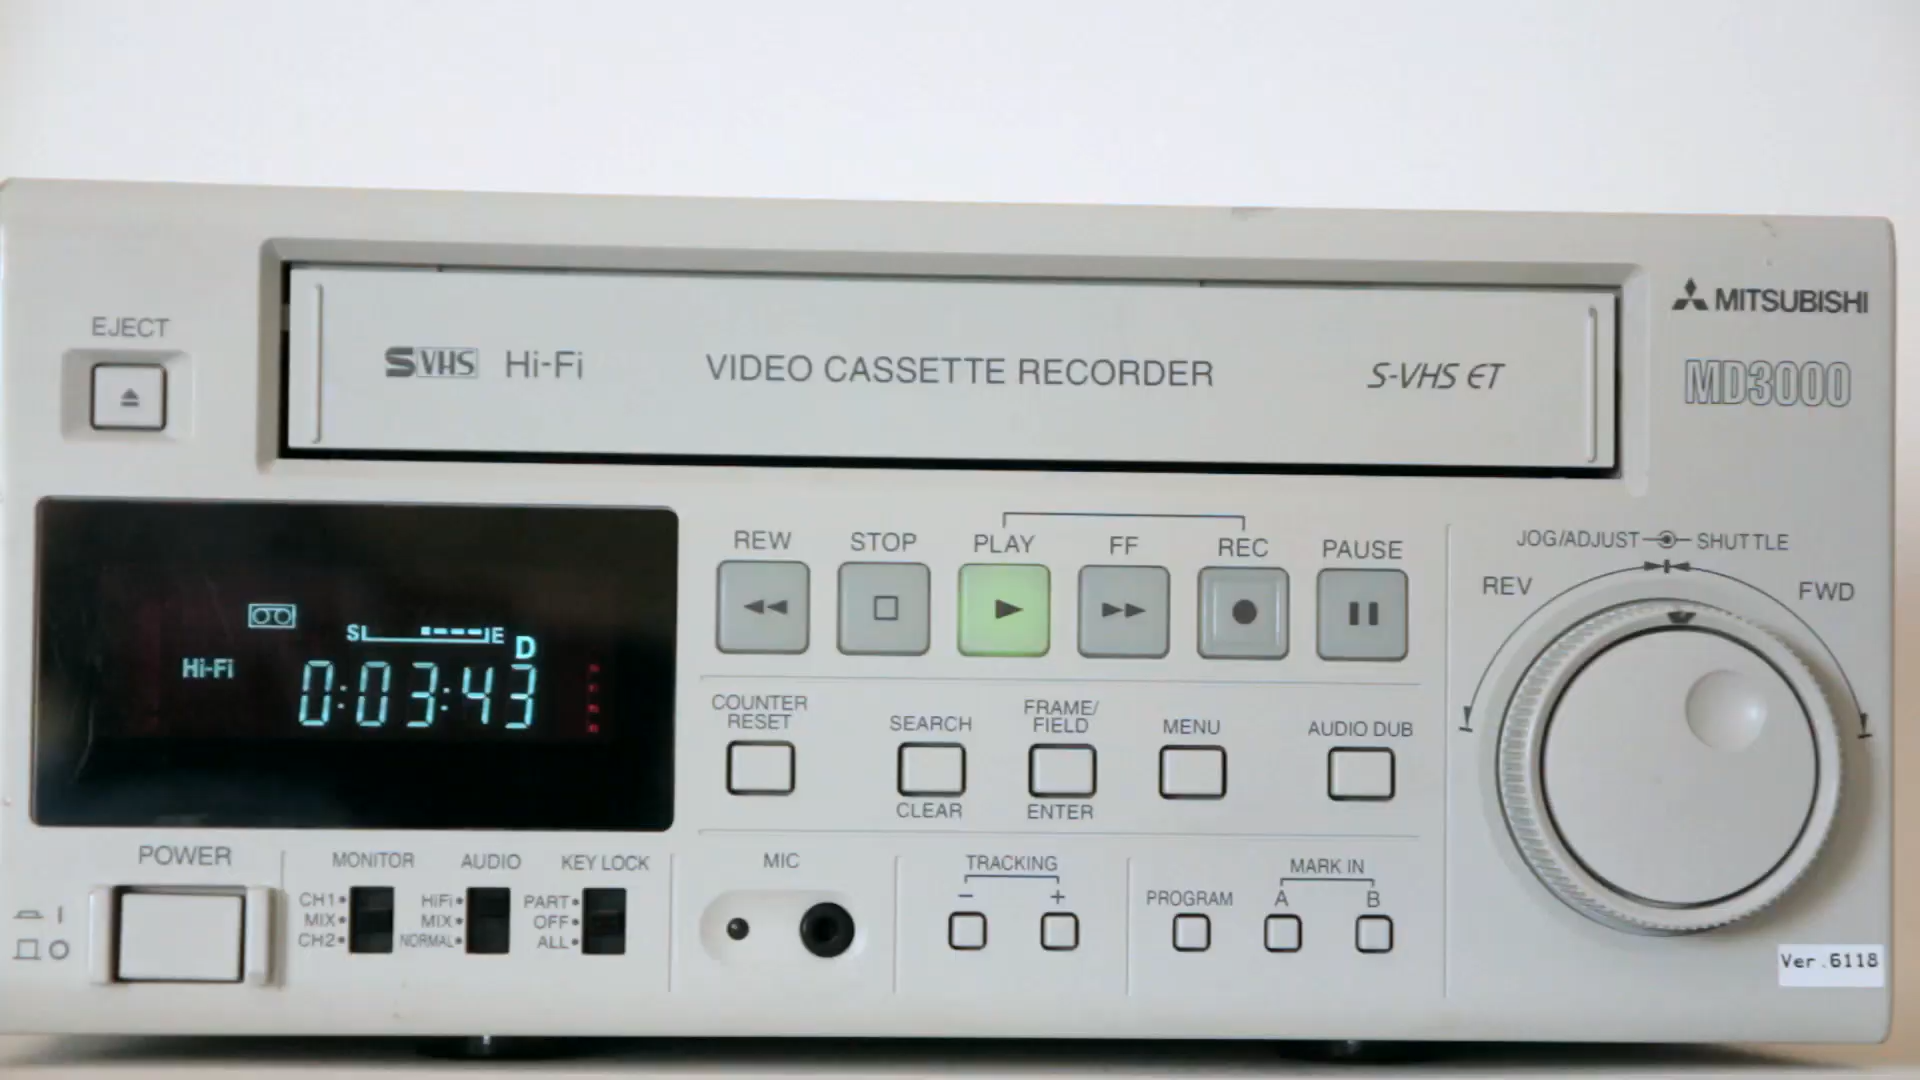 EJECT
S VHS Hi-Fi
VIDEO CASSETTE RECORDER
S-VHS ET
MITSUBISHI
MD3000
S E D
Hi-Fi
0:03:43
REW STOP PLAY FF REC PAUSE
JOG/ADJUST SHUTTLE
REV FWD
COUNTER
RESET
SEARCH
CLEAR
FRAME/
FIELD
ENTER
MENU
AUDIO DUB
POWER
MONITOR
CH1
MIX
CH2
AUDIO
HiFi
MIX
NORMAL
KEY LOCK
PART
OFF
ALL
MIC
TRACKING
- +
PROGRAM
MARK IN
A B
Ver.6118